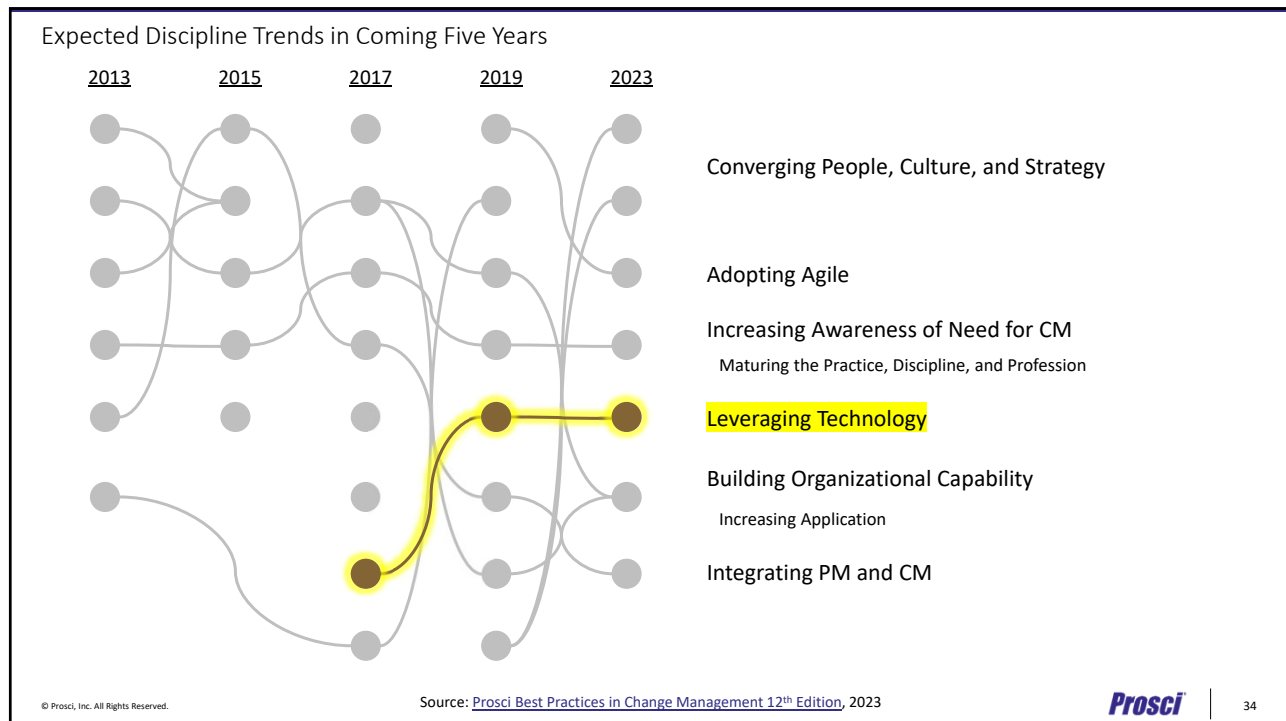 Expected Discipline Trends in Coming Five Years
2013 2015 2017 2019 2023
Converging People, Culture, and Strategy
Adopting Agile
Increasing Awareness of Need for CM
Maturing the Practice, Discipline, and Profession
Leveraging Technology
Building Organizational Capability
Increasing Application
Integrating PM and CM
© Prosci, Inc. All Rights Reserved.
Source: Prosci Best Practices in Change Management 12th Edition, 2023
Prosci
34